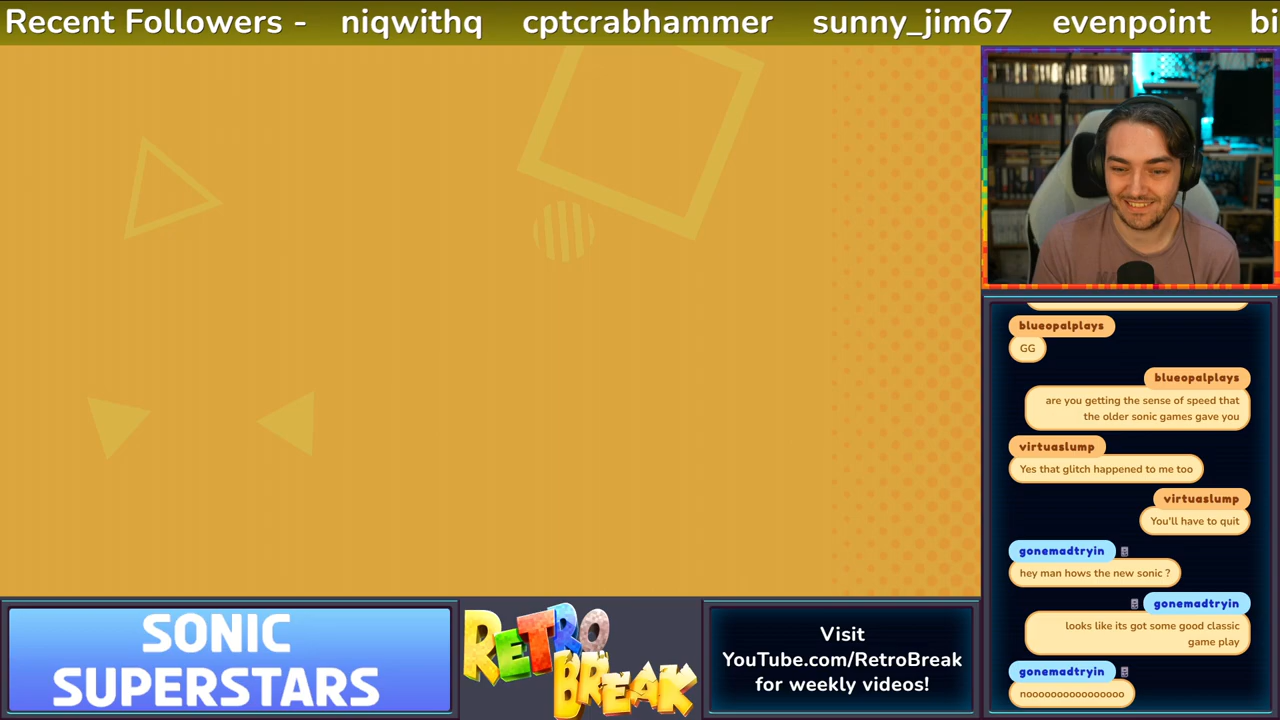 Recent Followers - niqwithq cptcrabhammer sunny_jim67 evenpoint bi
blueopalplays
GG
blueopalplays
are you getting the sense of speed that
the older sonic games gave you
virtuaslump
Yes that glitch happened to me too
virtuaslump
You'll have to quit
gonemadtryin
hey man hows the new sonic ?
gonemadtryin
looks like its got some good classic
game play
gonemadtryin
noooooooooooooooo
SONIC
SUPERSTARS
RETRO
BREAK
Visit
YouTube.com/RetroBreak
for weekly videos!